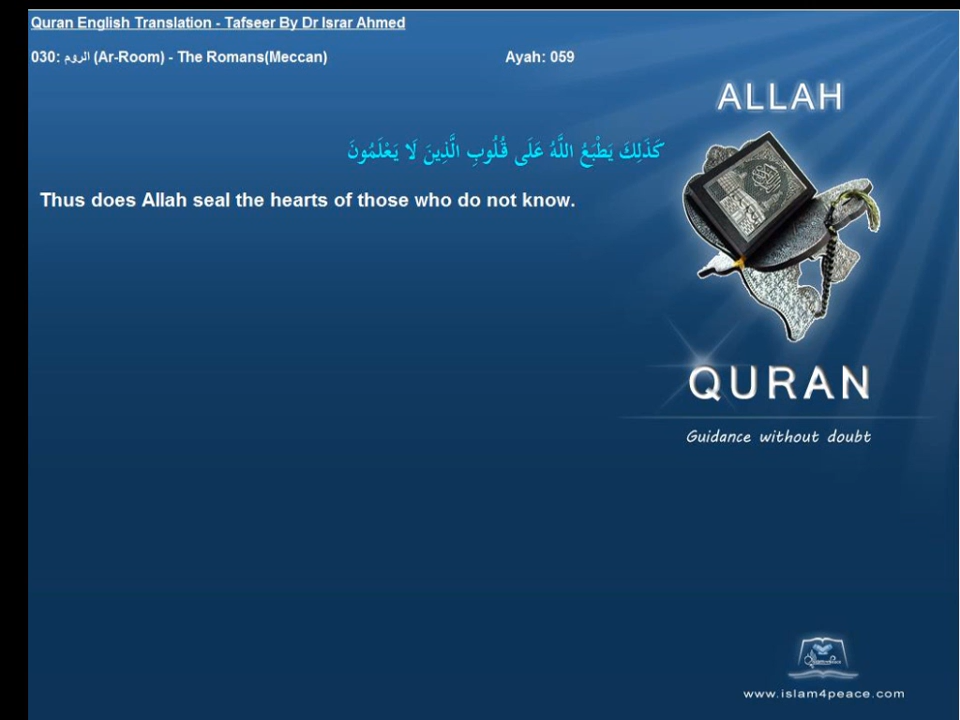 Quran English Translation - Tafseer By Dr Israr Ahmed
030: الروم (Ar-Room) - The Romans(Meccan) Ayah: 059
ALLAH
كَذَلِكَ يَطْبَعُ اللَّهُ عَلَى قُلُوبِ الَّذِينَ لَا يَعْلَمُونَ
Thus does Allah seal the hearts of those who do not know.
QURAN
Guidance without doubt
www.islam4peace.com